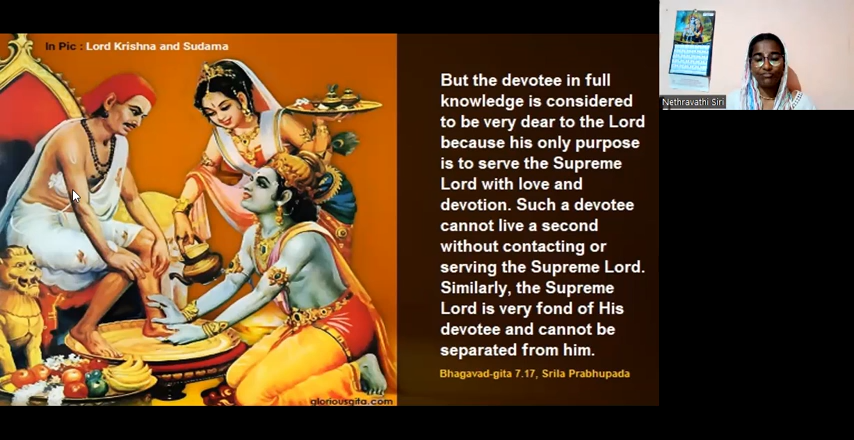 In Pic : Lord Krishna and Sudama
But the devotee in full
knowledge is considered
to be very dear to the Lord
because his only purpose
is to serve the Supreme
Lord with love and
devotion. Such a devotee
cannot live a second
without contacting or
serving the Supreme Lord.
Similarly, the Supreme
Lord is very fond of His
devotee and cannot be
separated from him.
Bhagavad-gita 7.17, Srila Prabhupada
gloriousgita.com
Nethravathi Siri